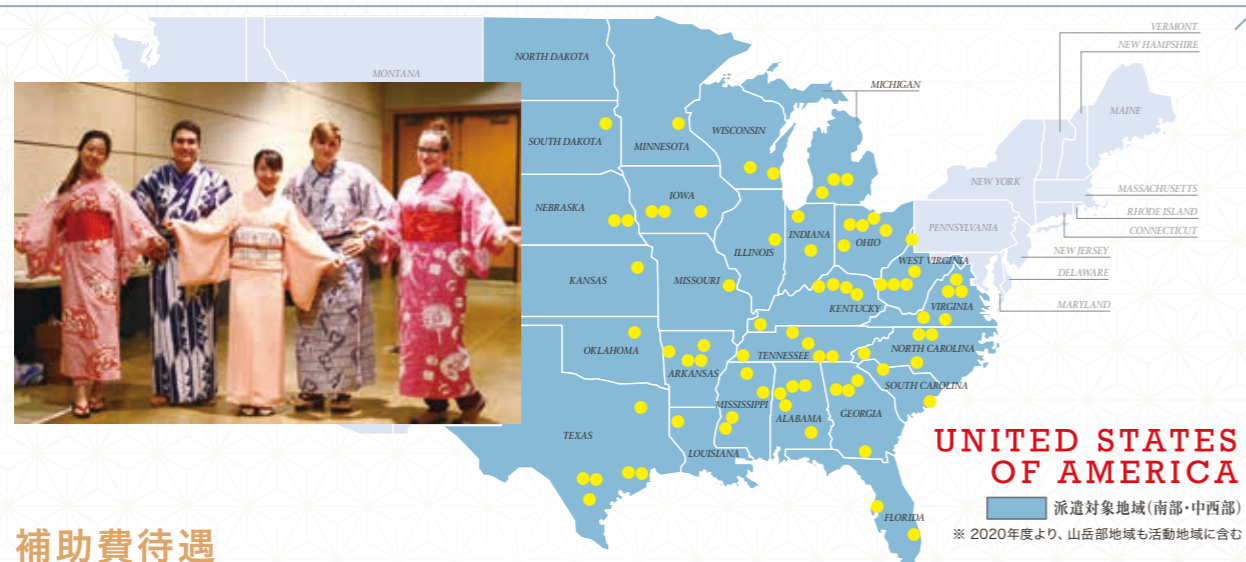 VERMONT
NEW HAMPSHIRE
NORTH DAKOTA
MONTANA
MICHIGAN
MAINE
WISCONSIN
SOUTH DAKOTA
MINNESOTA
NEW YORK
MASSACHUSETTS
IOWA
NEBRASKA
RHODE ISLAND
PENNSYLVANIA
CONNECTICUT
INDIANA
OHIO
ILLINOIS
NEW JERSEY
WEST VIRGINIA
DELAWARE
KANSAS
MISSOURI
KENTUCKY
VIRGINIA
MARYLAND
OKLAHOMA
TENNESSEE
NORTH CAROLINA
ARKANSAS
SOUTH CAROLINA
MISSISSIPPI
ALABAMA
GEORGIA
TEXAS
LOUISIANA
UNITED STATES
OF AMERICA
派遣対象地域(南部・中西部)
FLORIDA
※ 2020年度より、山岳部地域も活動地域に含む
補助費待遇